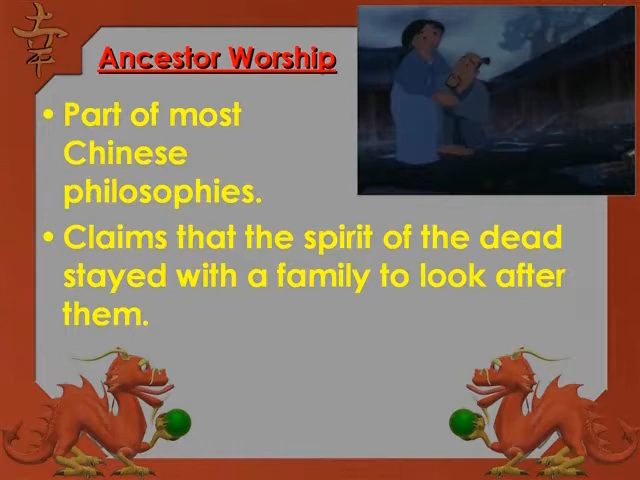 Ancestor Worship
• Part of most
Chinese
philosophies.
• Claims that the spirit of the dead
stayed with a family to look after
them.